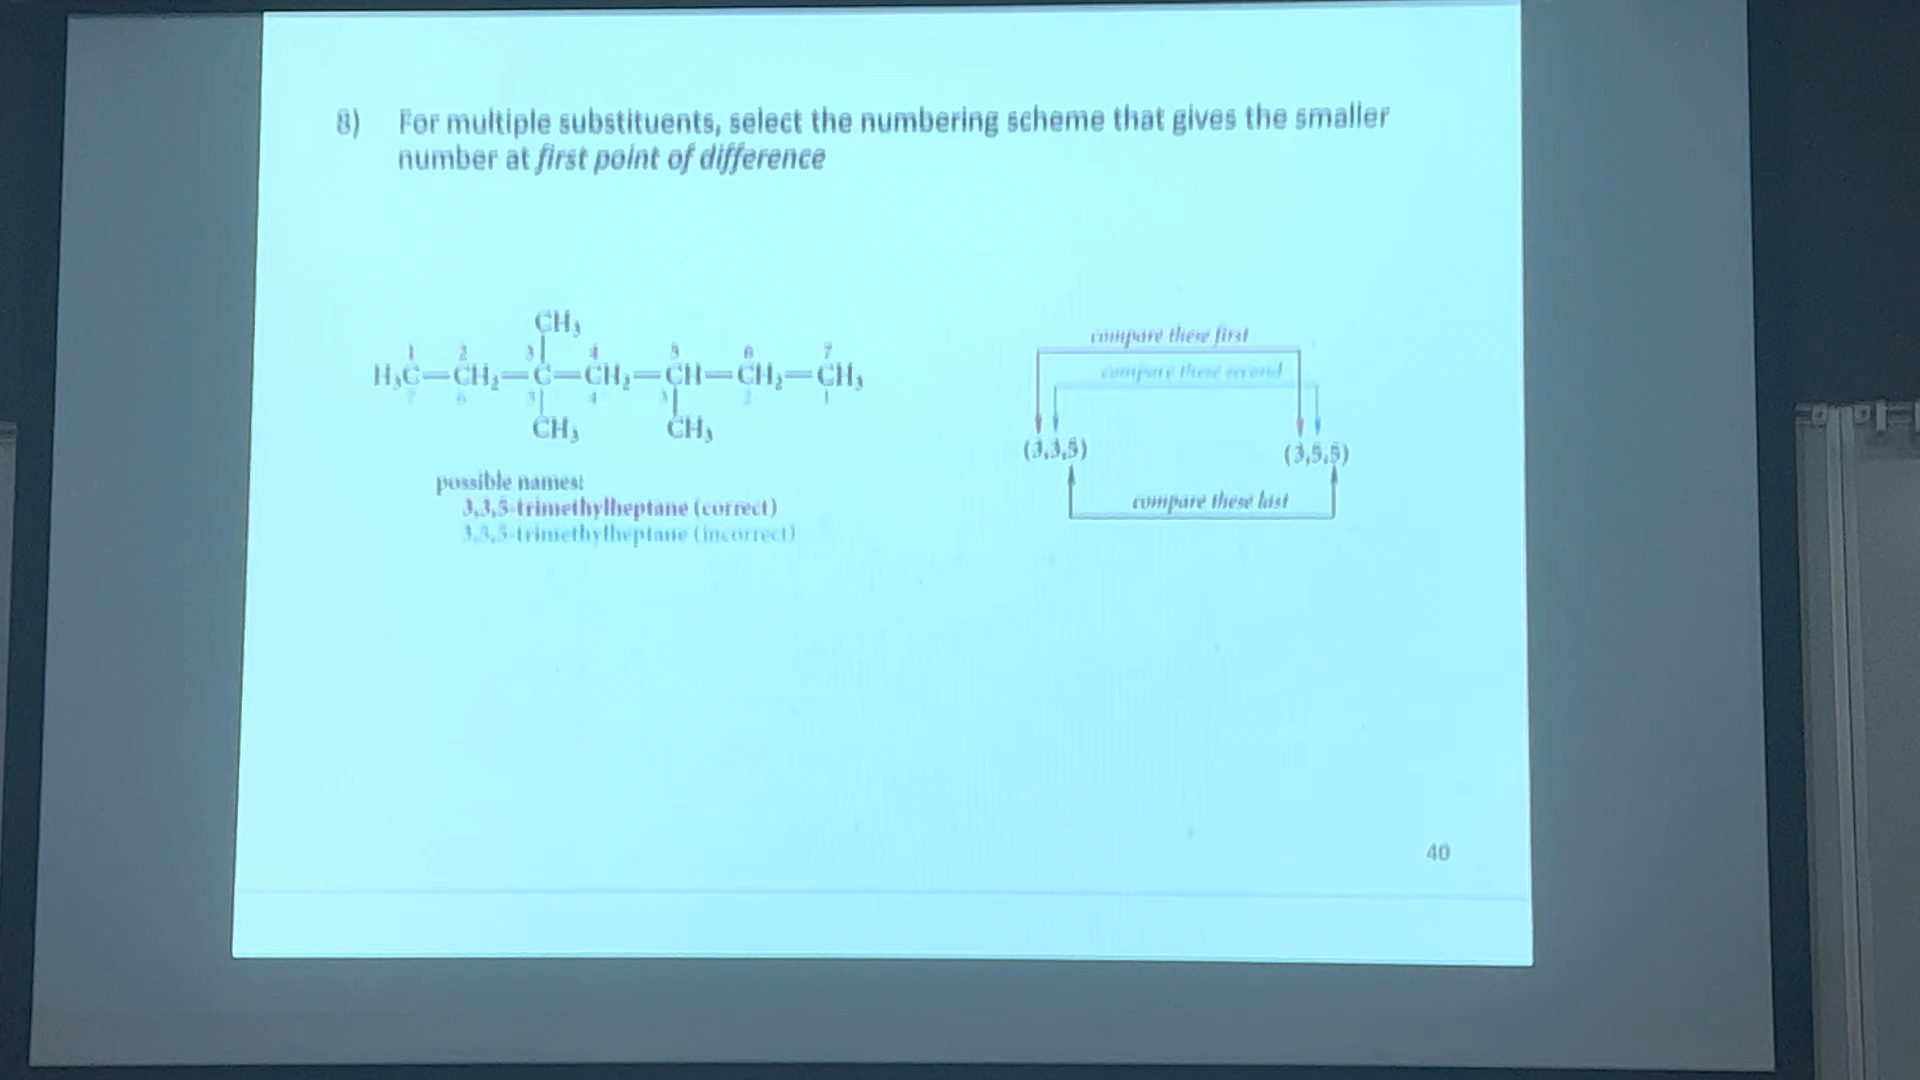 8) For multiple substituents, select the numbering scheme that gives the smaller
number at first point of difference
CH₃
1 2 3 4 5 6 7
H₃C—CH₂—C—CH₂—CH—CH₂—CH₃
7 6 5 4 3 2 1
CH₃ CH₃
possible names:
3,3,5-trimethylheptane (correct)
3,5,5-trimethylheptane (incorrect)
compare these first
compare these second
(3,3,5) (3,5,5)
compare these last
40